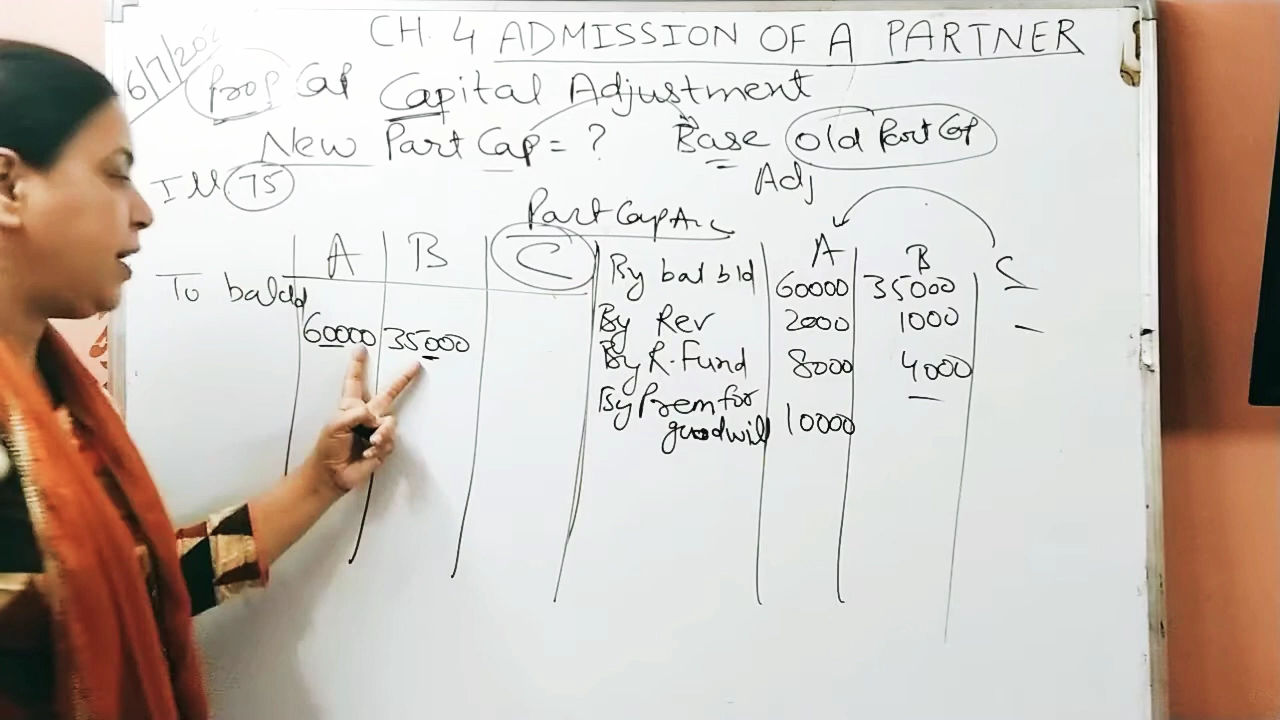 CH. 4 ADMISSION OF A PARTNER
6/7/202
Prop Cap Capital Adjustment
New Part Cap = ? Base Old Part Cap
Adj
Ill 75
Part Cap A/c
A B C A B C
To bal c/d By bal b/d 60000 35000 —
60000 35000 By Rev 2000 1000 —
By R. Fund 8000 4000
By Prem for
goodwill 10000